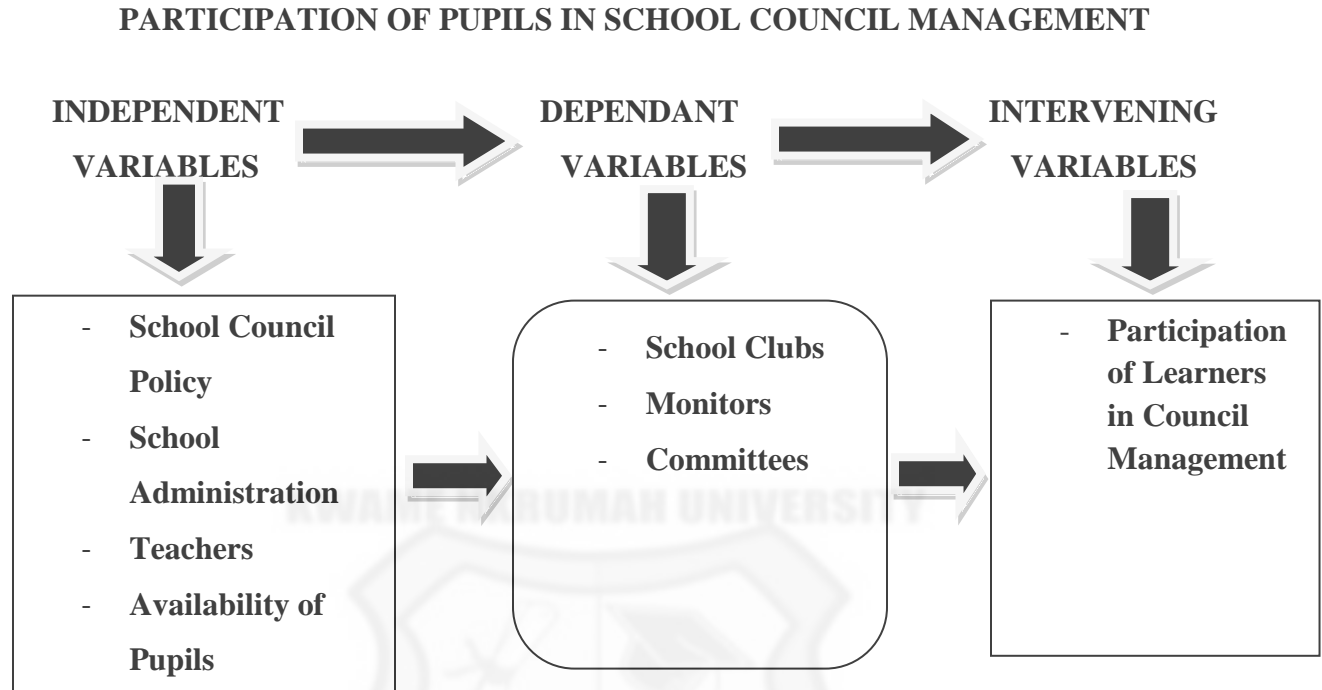 PARTICIPATION OF PUPILS IN SCHOOL COUNCIL MANAGEMENT
INDEPENDENT
VARIABLES
DEPENDANT
VARIABLES
INTERVENING
VARIABLES
- School Council
Policy
- School
Administration
- Teachers
- Availability of
Pupils
- School Clubs
- Monitors
- Committees
- Participation
of Learners
in Council
Management
KWAME NKRUMAH UNIVERSITY